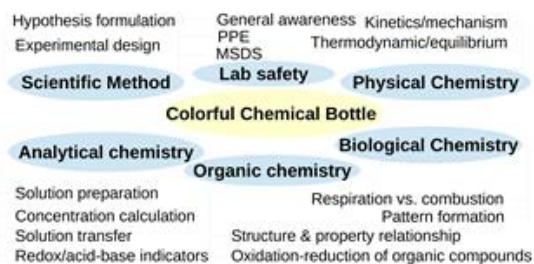 Hypothesis formulation
Experimental design
Scientific Method
General awareness
PPE
MSDS
Lab safety
Kinetics/mechanism
Thermodynamic/equilibrium
Physical Chemistry
Colorful Chemical Bottle
Analytical chemistry
Solution preparation
Concentration calculation
Solution transfer
Redox/acid-base indicators
Organic chemistry
Structure & property relationship
Oxidation-reduction of organic compounds
Biological Chemistry
Respiration vs. combustion
Pattern formation